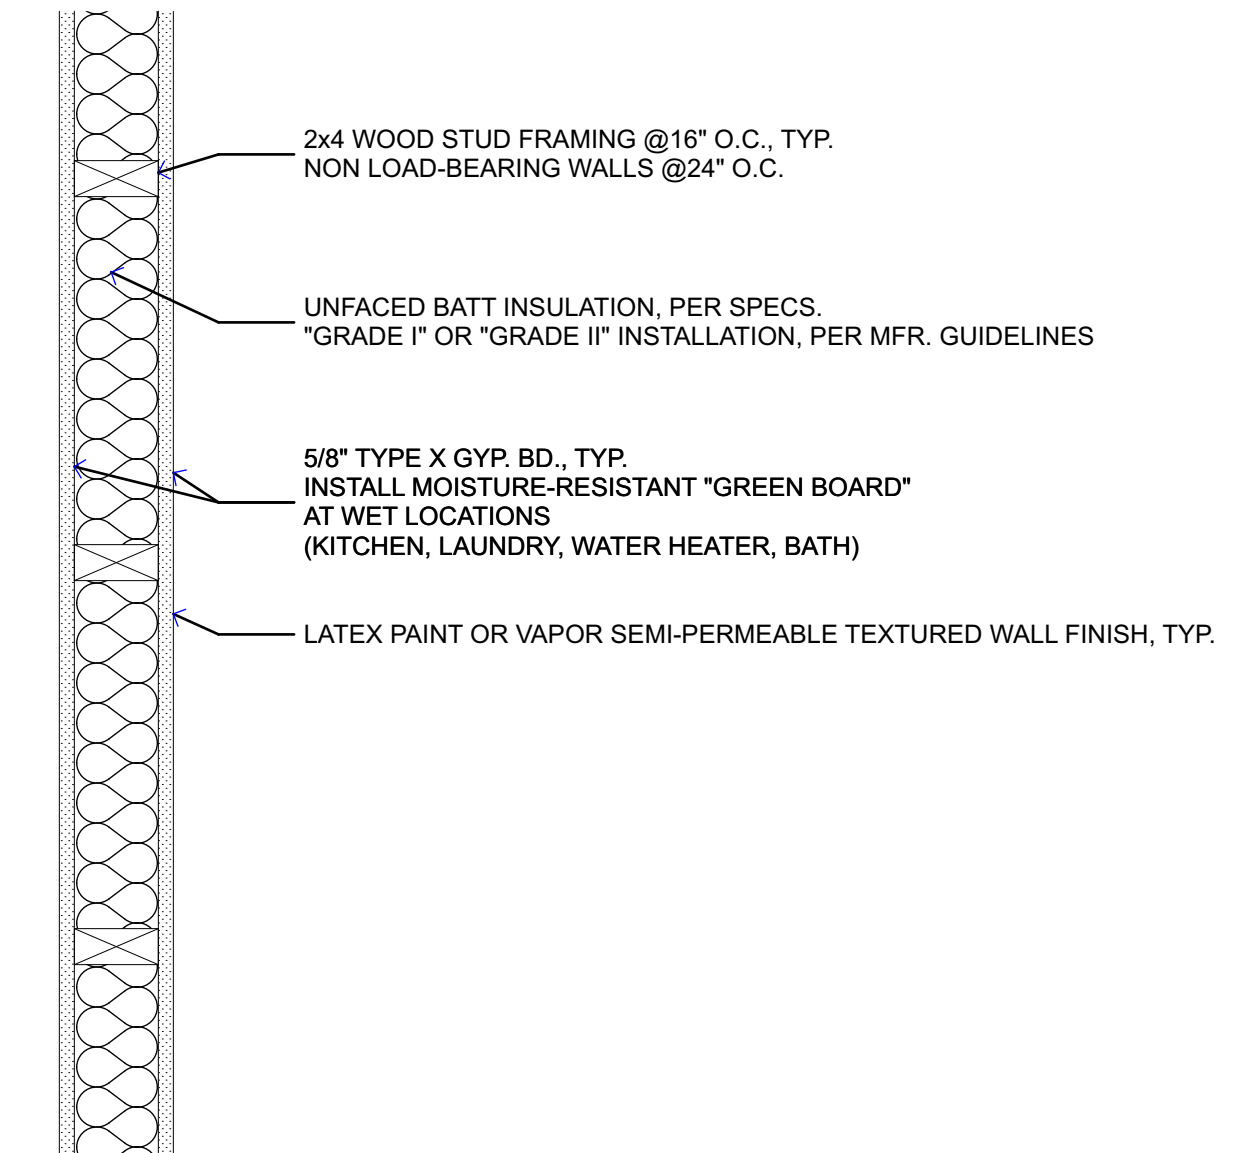 2x4 WOOD STUD FRAMING @16" O.C., TYP.
NON LOAD-BEARING WALLS @24" O.C.
UNFACED BATT INSULATION, PER SPECS.
"GRADE I" OR "GRADE II" INSTALLATION, PER MFR. GUIDELINES
5/8" TYPE X GYP. BD., TYP.
INSTALL MOISTURE-RESISTANT "GREEN BOARD"
AT WET LOCATIONS
(KITCHEN, LAUNDRY, WATER HEATER, BATH)
LATEX PAINT OR VAPOR SEMI-PERMEABLE TEXTURED WALL FINISH, TYP.